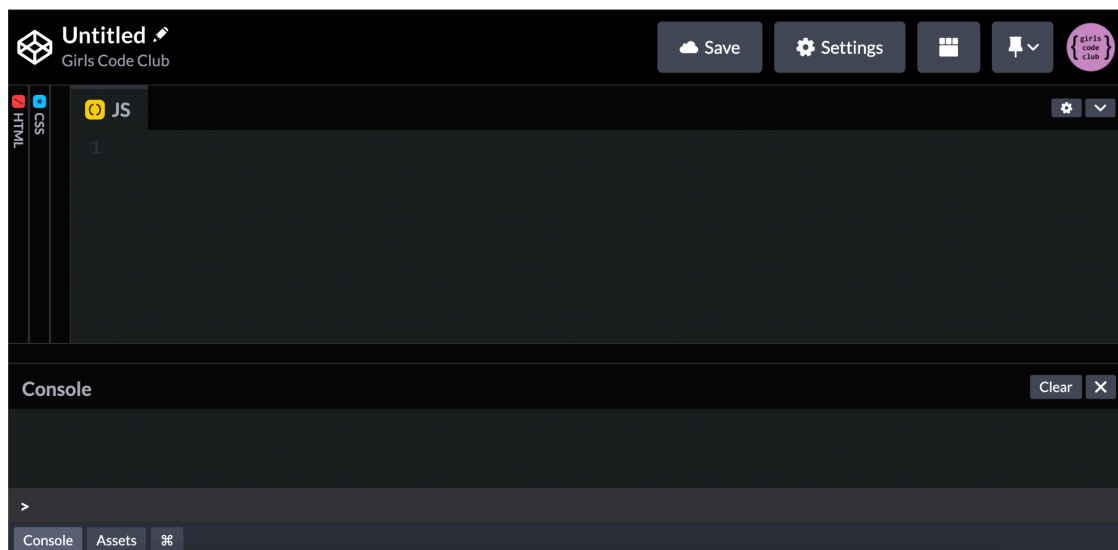 Untitled
Girls Code Club
Save
Settings
{girls code club}
HTML
CSS
JS
1
Console
Clear
>
Console Assets ⌘